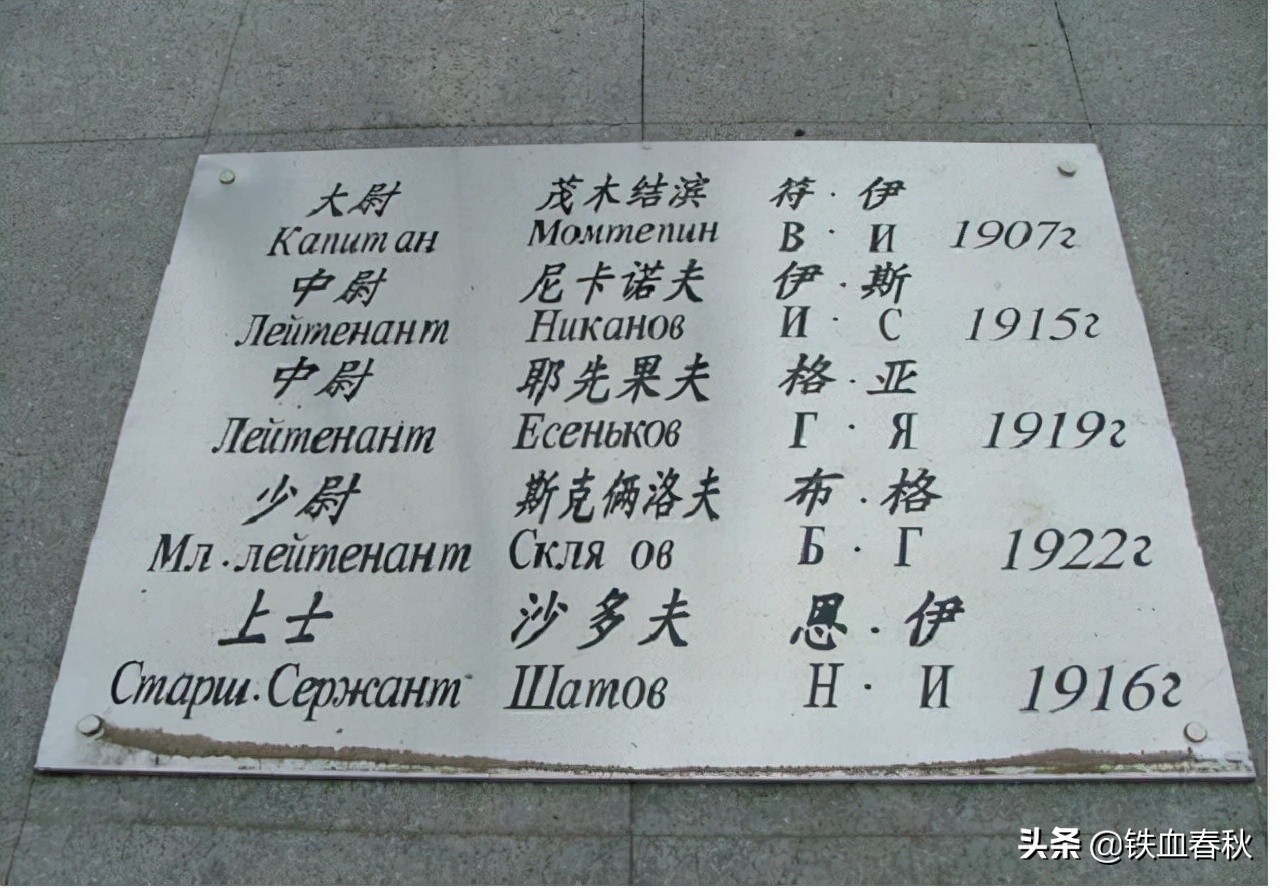 大尉 茂木结滨 符·伊
Капитан Момтепин В·И 1907г
中尉 尼卡诺夫 伊·斯
Лейтенант Никанов И·С 1915г
中尉 耶先果夫 格·亚
Лейтенант Есеньков Г·Я 1919г
少尉 斯克俩洛夫 布·格
Мл.лейтенант Скля ов Б·Г 1922г
上士 沙多夫 恩·伊
Старш.Сержант Шатов Н·И 1916г
头条 @铁血春秋